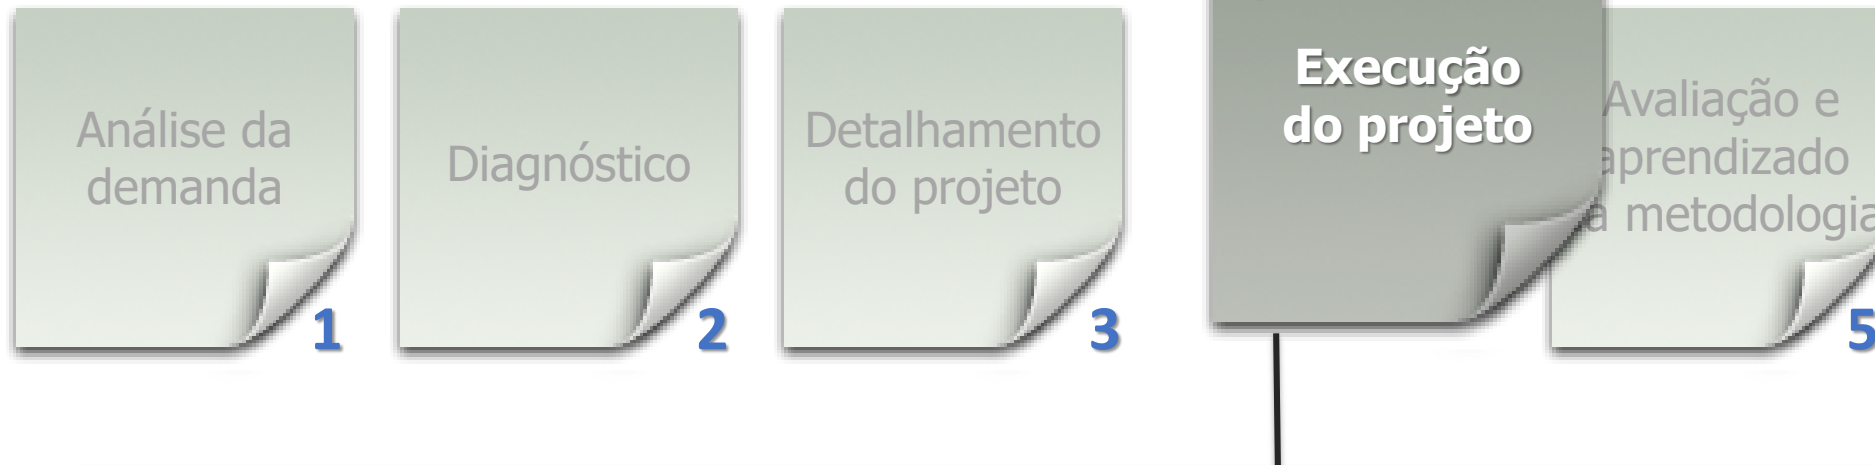 Análise da
demanda
1
Diagnóstico
2
Detalhamento
do projeto
3
Execução
do projeto
Avaliação e
aprendizado
a metodologia
5